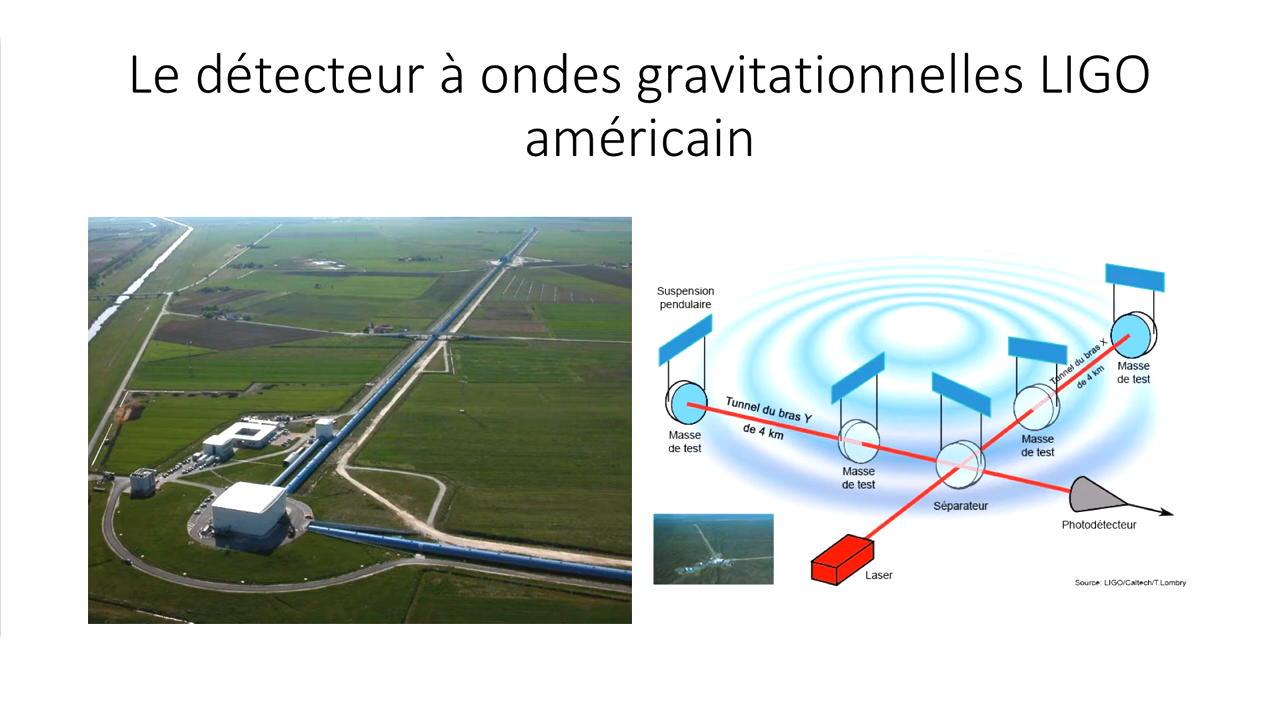 Le détecteur à ondes gravitationnelles LIGO
américain
Suspension
pendulaire
Tunnel du bras X
de 4 km
Masse
de test
Tunnel du bras Y
de 4 km
Masse
de test
Masse
de test
Masse
de test
Séparateur
Photodétecteur
Laser
Source: LIGO/Caltech/T.Lombry